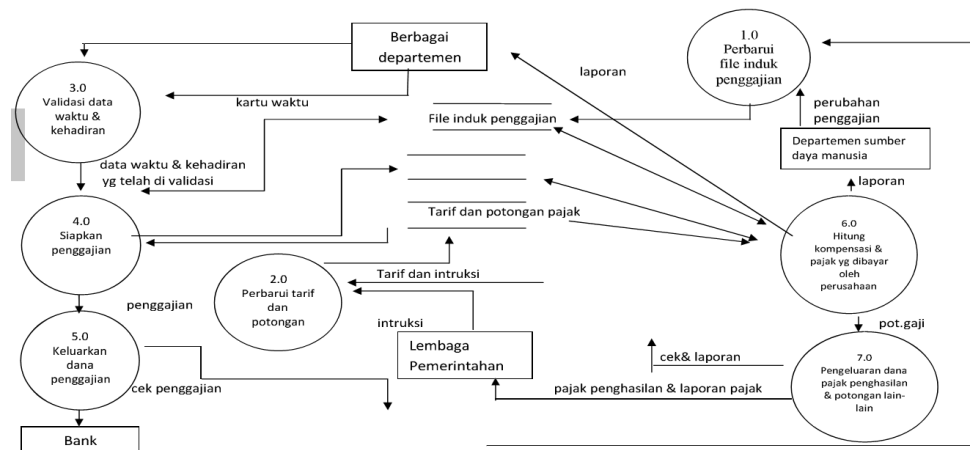 Berbagai
departemen
1.0
Perbarui
file induk
penggajian
laporan
3.0
Validasi data
waktu &
kehadiran
kartu waktu
File induk penggajian
perubahan
penggajian
Departemen sumber
daya manusia
data waktu & kehadiran
yg telah di validasi
laporan
4.0
Siapkan
penggajian
Tarif dan potongan pajak
6.0
Hitung
kompensasi &
pajak yg dibayar
oleh
perusahaan
2.0
Perbarui tarif
dan
potongan
Tarif dan intruksi
penggajian
intruksi
pot.gaji
5.0
Keluarkan
dana
penggajian
Lembaga
Pemerintahan
cek& laporan
7.0
Pengeluaran dana
pajak penghasilan
& potongan lain-
lain
cek penggajian
pajak penghasilan & laporan pajak
Bank